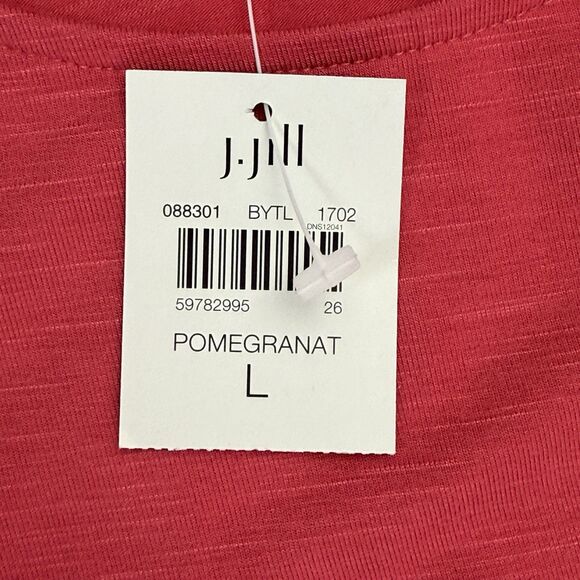 J.Jill
088301 BYTL 1702
DNS12041
59782995 26
POMEGRANAT
L